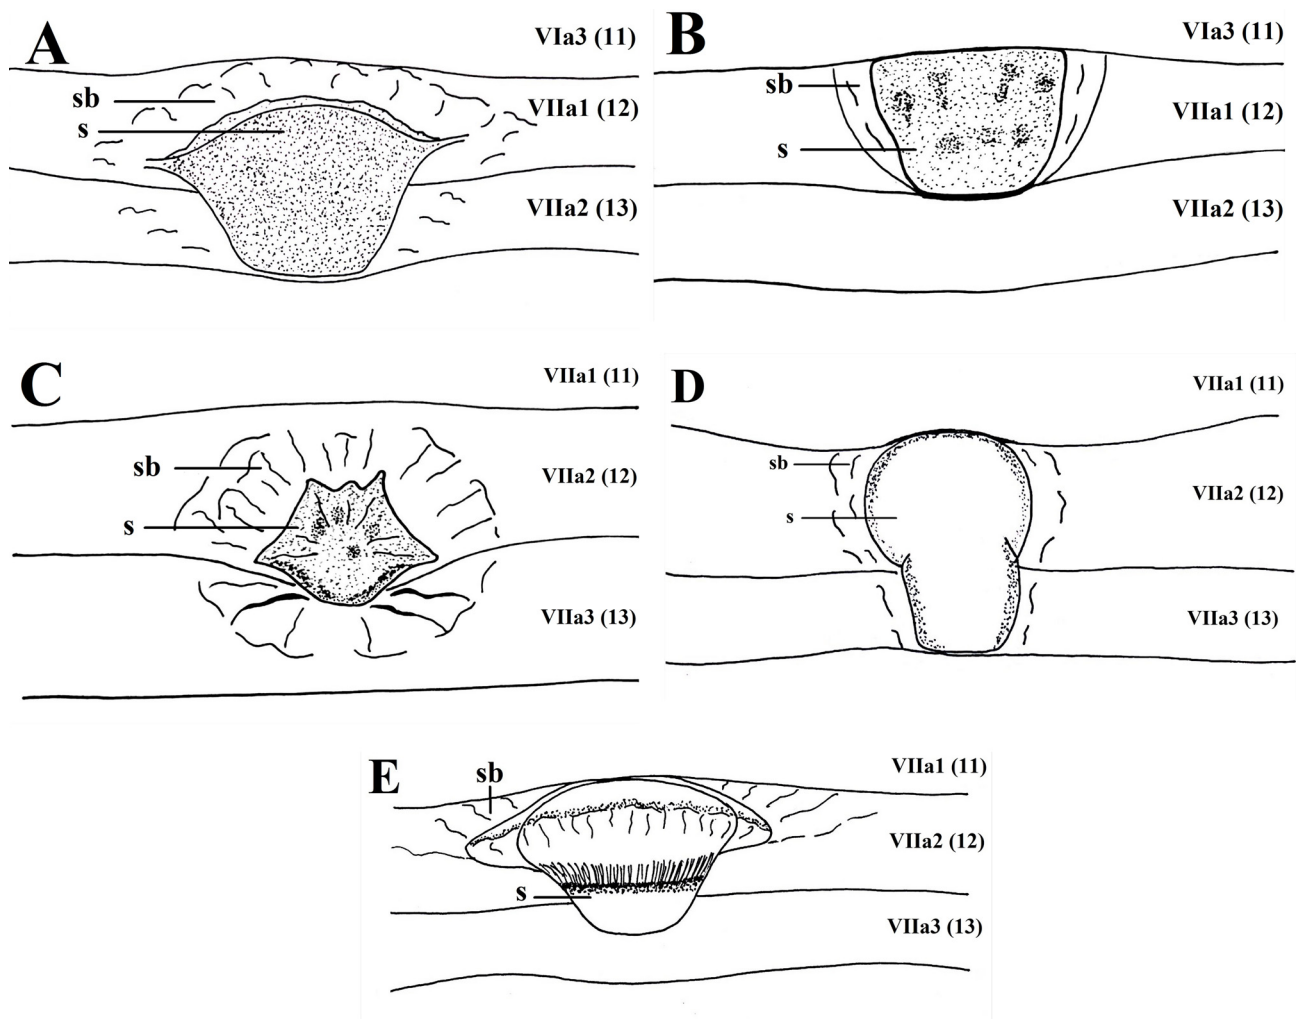 A
VIa3 (11)
sb
VIIa1 (12)
s
VIIa2 (13)
B
VIa3 (11)
sb
VIIa1 (12)
s
VIIa2 (13)
C
VIIa1 (11)
sb
VIIa2 (12)
s
VIIa3 (13)
D
VIIa1 (11)
sb
VIIa2 (12)
s
VIIa3 (13)
E
VIIa1 (11)
sb
VIIa2 (12)
s
VIIa3 (13)